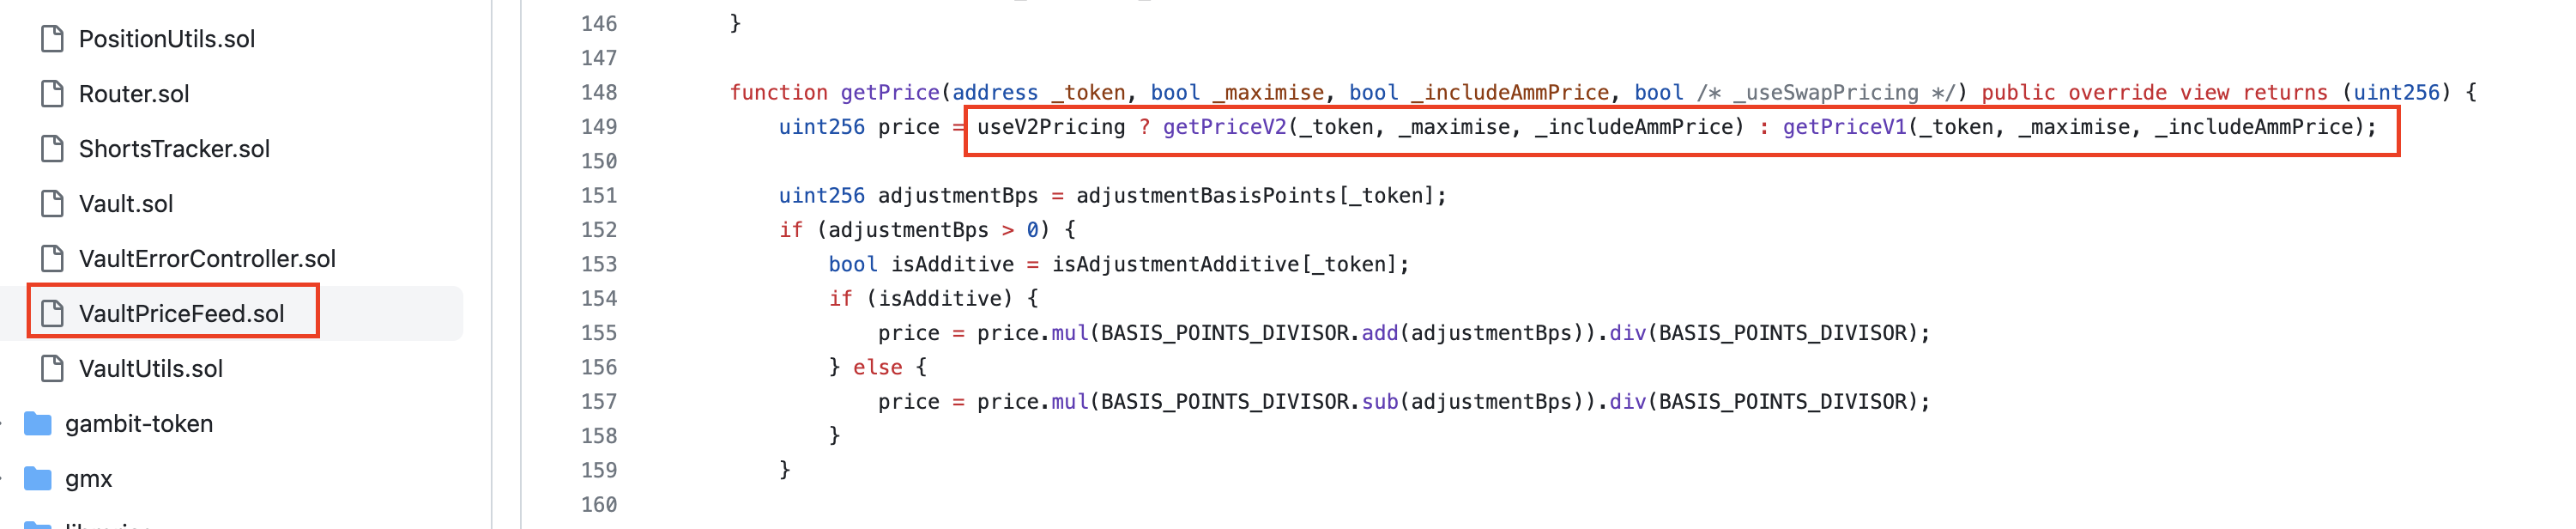 PositionUtils.sol
Router.sol
ShortsTracker.sol
Vault.sol
VaultErrorController.sol
VaultPriceFeed.sol
VaultUtils.sol
gambit-token
gmx
146 }
147
148 function getPrice(address _token, bool _maximise, bool _includeAmmPrice, bool /* _useSwapPricing */) public override view returns (uint256) {
149 uint256 price = useV2Pricing ? getPriceV2(_token, _maximise, _includeAmmPrice) : getPriceV1(_token, _maximise, _includeAmmPrice);
150
151 uint256 adjustmentBps = adjustmentBasisPoints[_token];
152 if (adjustmentBps > 0) {
153 bool isAdditive = isAdjustmentAdditive[_token];
154 if (isAdditive) {
155 price = price.mul(BASIS_POINTS_DIVISOR.add(adjustmentBps)).div(BASIS_POINTS_DIVISOR);
156 } else {
157 price = price.mul(BASIS_POINTS_DIVISOR.sub(adjustmentBps)).div(BASIS_POINTS_DIVISOR);
158 }
159 }
160